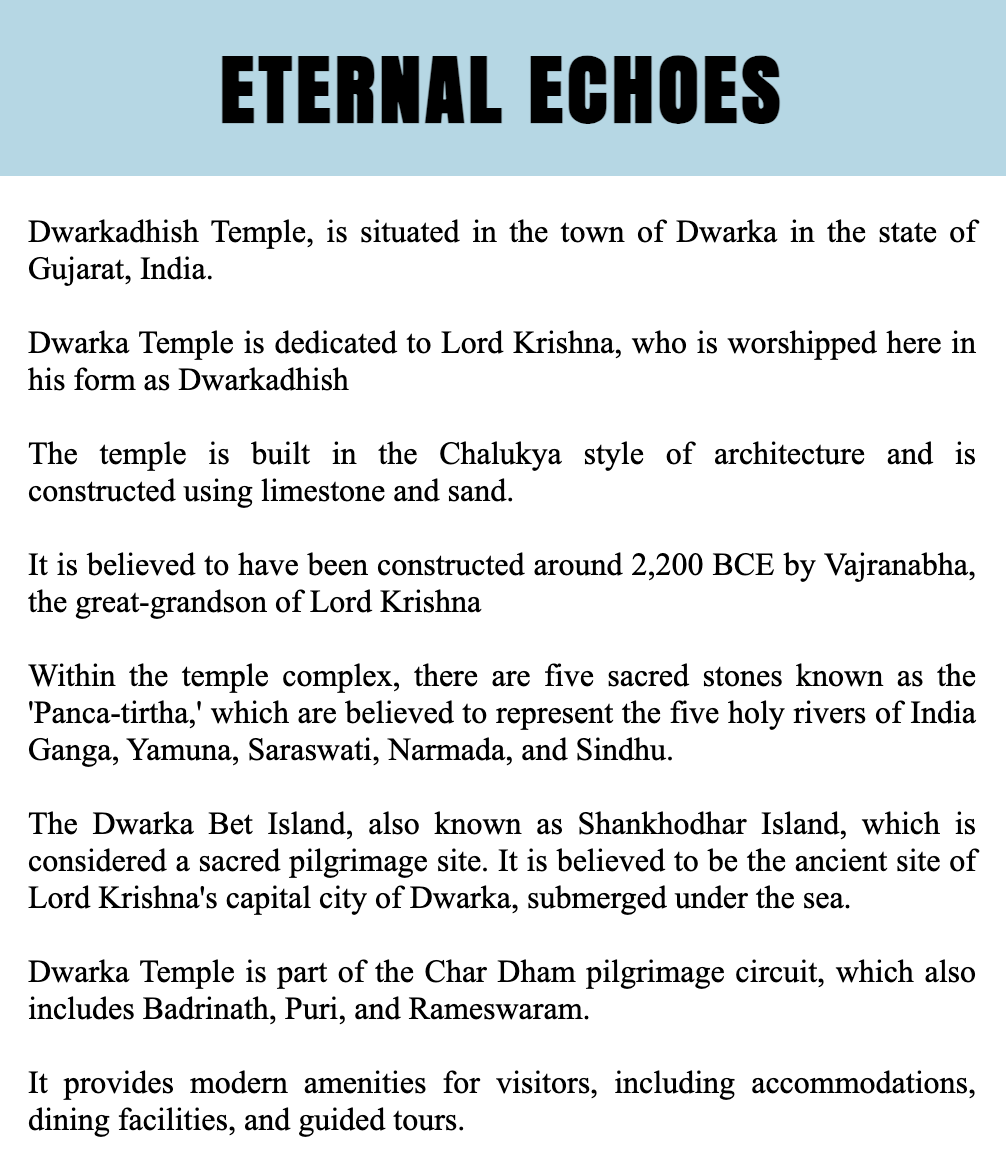 ETERNAL ECHOES
Dwarkadhish Temple, is situated in the town of Dwarka in the state of
Gujarat, India.
Dwarka Temple is dedicated to Lord Krishna, who is worshipped here in
his form as Dwarkadhish
The temple is built in the Chalukya style of architecture and is
constructed using limestone and sand.
It is believed to have been constructed around 2,200 BCE by Vajranabha,
the great-grandson of Lord Krishna
Within the temple complex, there are five sacred stones known as the
'Panca-tirtha,' which are believed to represent the five holy rivers of India
Ganga, Yamuna, Saraswati, Narmada, and Sindhu.
The Dwarka Bet Island, also known as Shankhodhar Island, which is
considered a sacred pilgrimage site. It is believed to be the ancient site of
Lord Krishna's capital city of Dwarka, submerged under the sea.
Dwarka Temple is part of the Char Dham pilgrimage circuit, which also
includes Badrinath, Puri, and Rameswaram.
It provides modern amenities for visitors, including accommodations,
dining facilities, and guided tours.